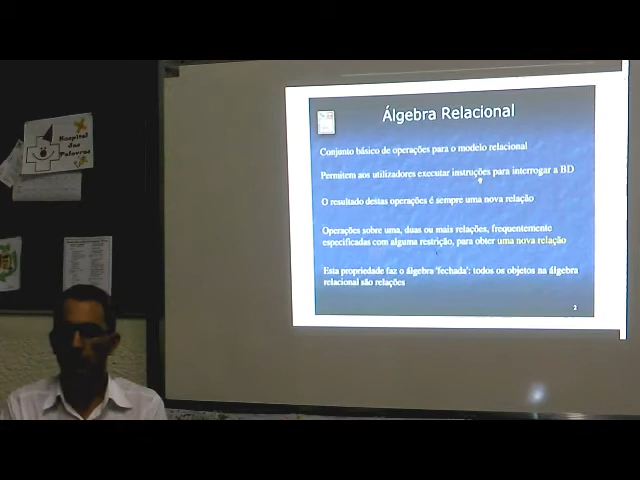 Hospital
das
Palavras
Álgebra Relacional
Conjunto básico de operações para o modelo relacional
Permitem aos utilizadores executar instruções para interrogar a BD
O resultado destas operações é sempre uma nova relação
Operações sobre uma, duas ou mais relações, frequentemente
especificadas com alguma restrição, para obter uma nova relação
Esta propriedade faz o álgebra 'fechada': todos os objetos na álgebra
relacional são relações
2